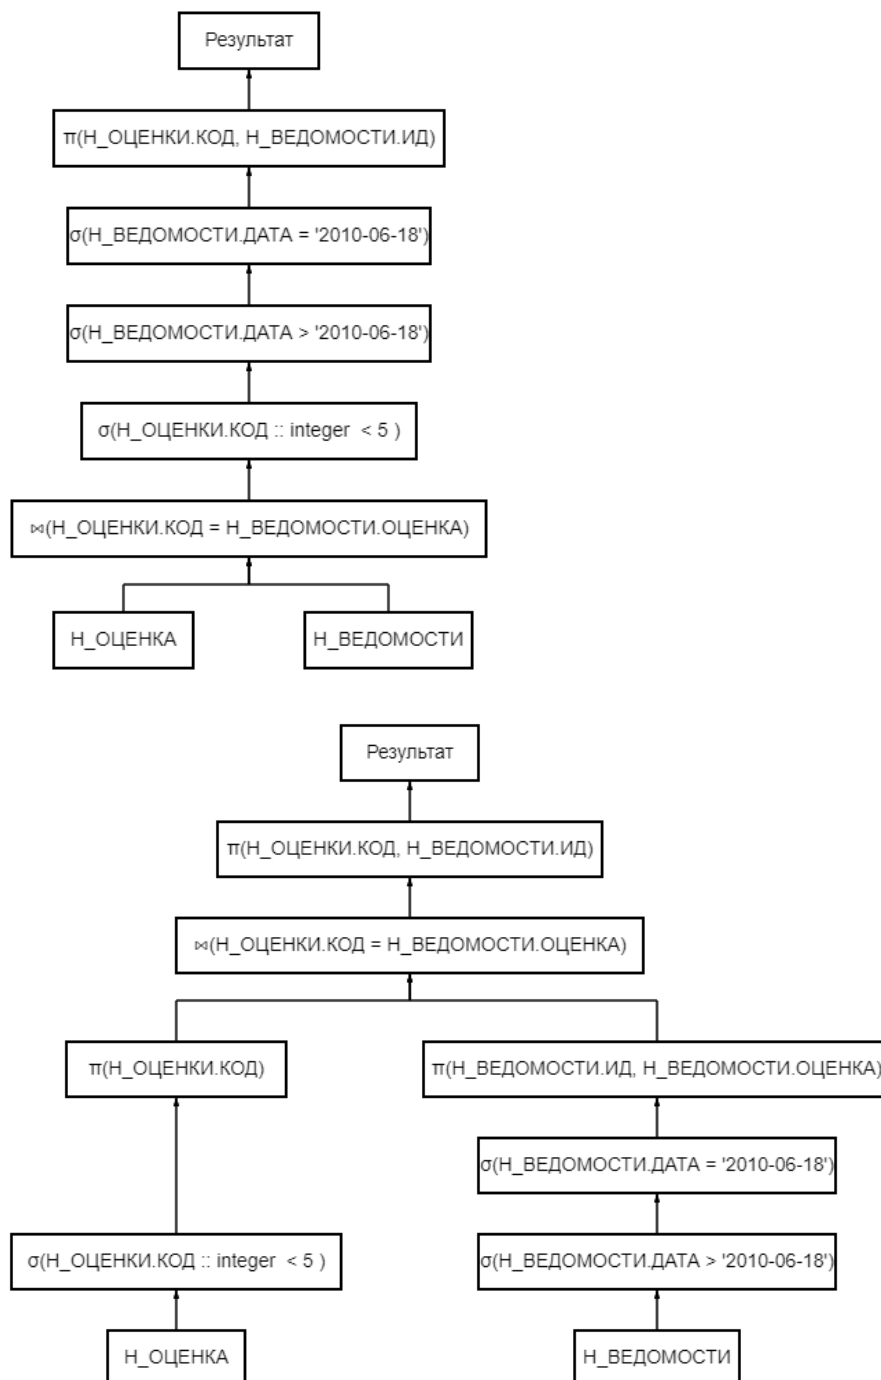 Результат
π(Н_ОЦЕНКИ.КОД, Н_ВЕДОМОСТИ.ИД)
σ(Н_ВЕДОМОСТИ.ДАТА = '2010-06-18')
σ(Н_ВЕДОМОСТИ.ДАТА > '2010-06-18')
σ(Н_ОЦЕНКИ.КОД :: integer < 5 )
⋈(Н_ОЦЕНКИ.КОД = Н_ВЕДОМОСТИ.ОЦЕНКА)
Н_ОЦЕНКА Н_ВЕДОМОСТИ
Результат
π(Н_ОЦЕНКИ.КОД, Н_ВЕДОМОСТИ.ИД)
⋈(Н_ОЦЕНКИ.КОД = Н_ВЕДОМОСТИ.ОЦЕНКА)
π(Н_ОЦЕНКИ.КОД) π(Н_ВЕДОМОСТИ.ИД, Н_ВЕДОМОСТИ.ОЦЕНКА)
σ(Н_ВЕДОМОСТИ.ДАТА = '2010-06-18')
σ(Н_ОЦЕНКИ.КОД :: integer < 5 ) σ(Н_ВЕДОМОСТИ.ДАТА > '2010-06-18')
Н_ОЦЕНКА Н_ВЕДОМОСТИ